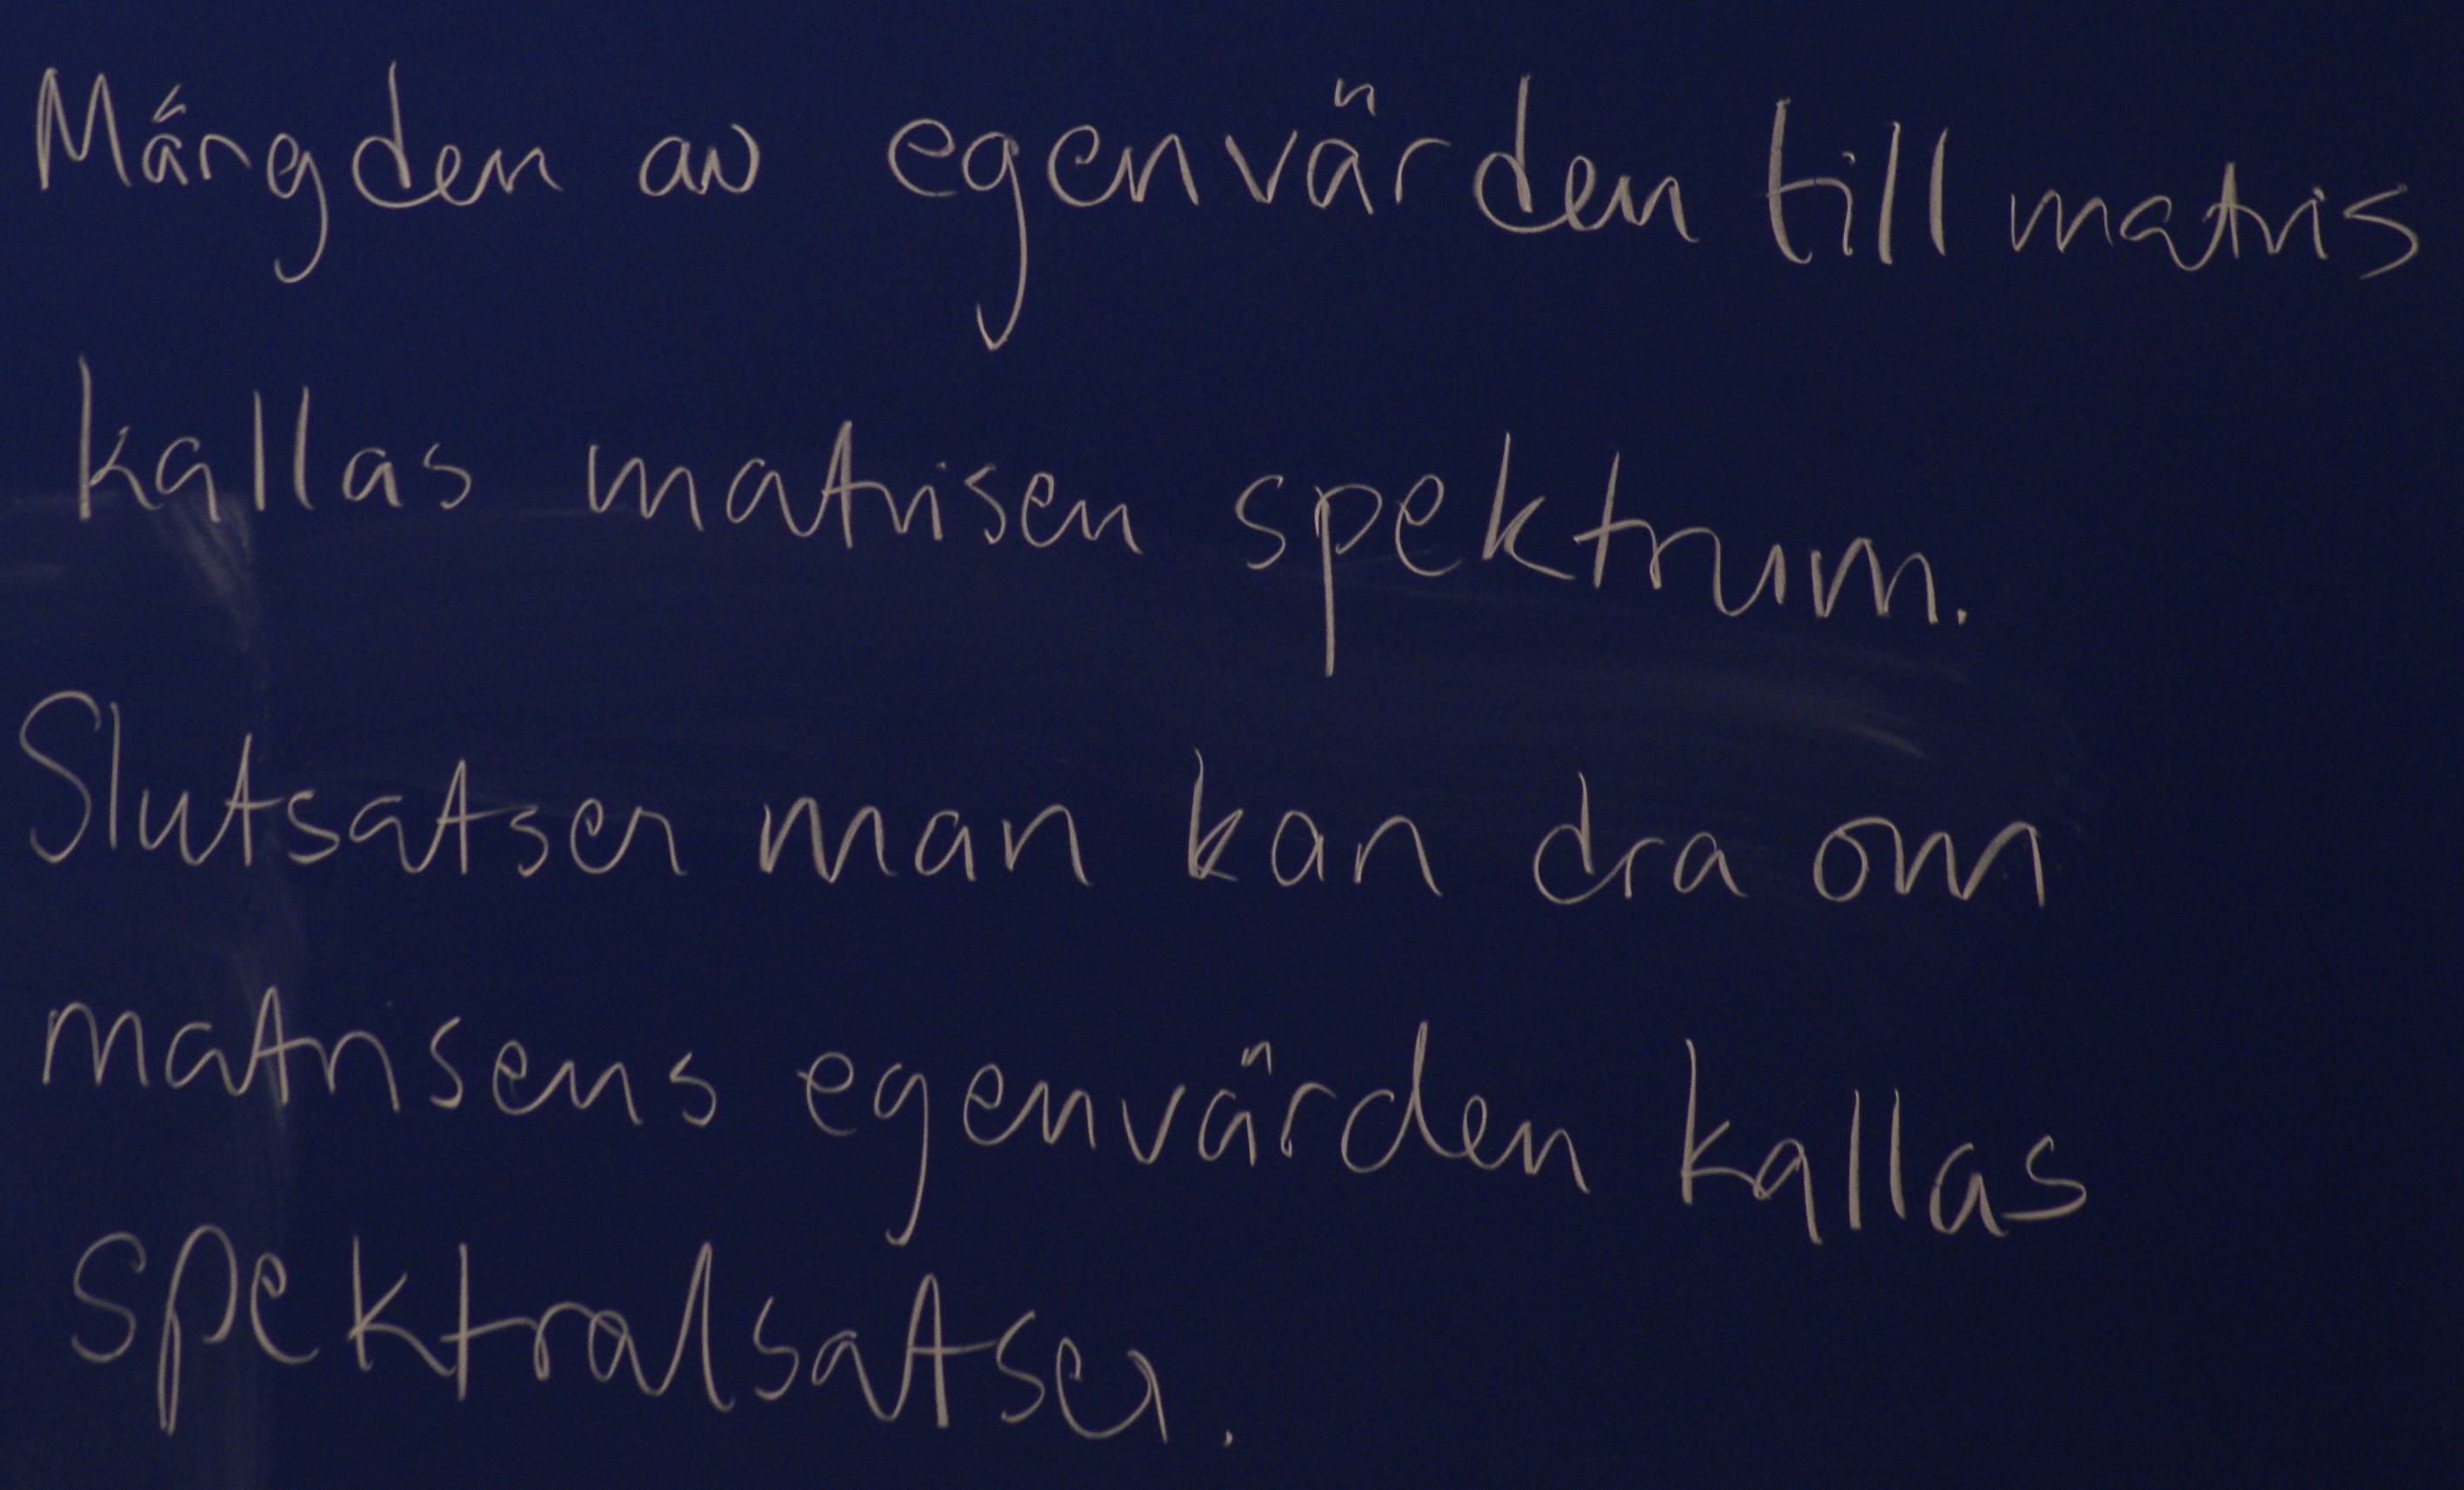 Mängden av egenvärden till matris
kallas matrisen spektrum.
Slutsatser man kan dra om
matrisens egenvärden kallas
spektralsatser.